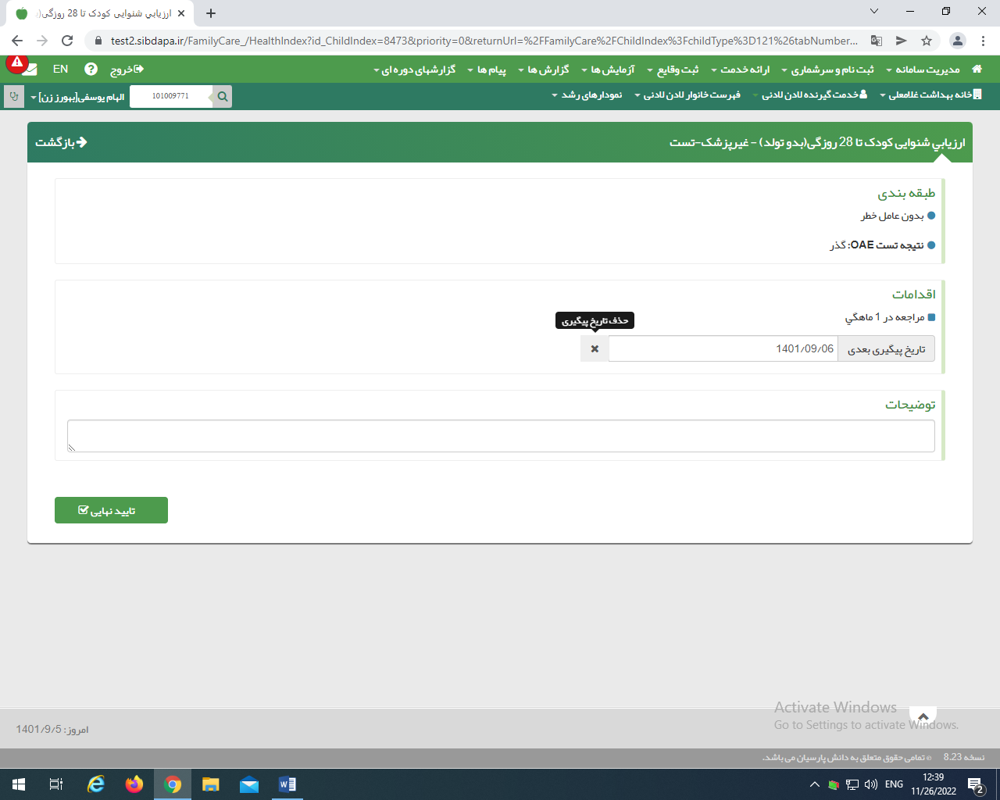 ارزيابي شنوایی کودک تا 28 روزگی(
test2.sibdapa.ir/FamilyCare_/HealthIndex?id_ChildIndex=8473&priority=0&returnUrl=%2FFamilyCare%2FChildIndex%3FchildType%3D121%26tabNumber...
مدیریت سامانه
ثبت نام و سرشماری
ارائه خدمت
ثبت وقایع
آزمایش ها
گزارش ها
پیام ها
گزارشهای دوره ای
خروج
EN
خانه بهداشت غلامعلی
خدمت گیرنده لادن لادنی
فهرست خانوار لادن لادنی
نمودارهای رشد
101009771
الهام یوسفی[بهورز زن]
ارزيابي شنوایی کودک تا 28 روزگی(بدو تولد) - غیرپزشک-تست
بازگشت
طبقه بندی
بدون عامل خطر
نتیجه تست OAE: گذر
اقدامات
مراجعه در 1 ماهگي
حذف تاریخ پیگیری
تاریخ پیگیری بعدی
1401/09/06
توضیحات
تایید نهایی
Activate Windows
Go to Settings to activate Windows.
امروز: 1401/9/5
نسخه 8.23
© تمامی حقوق متعلق به دانش پارسیان می باشد.
ENG
12:39
11/26/2022
2